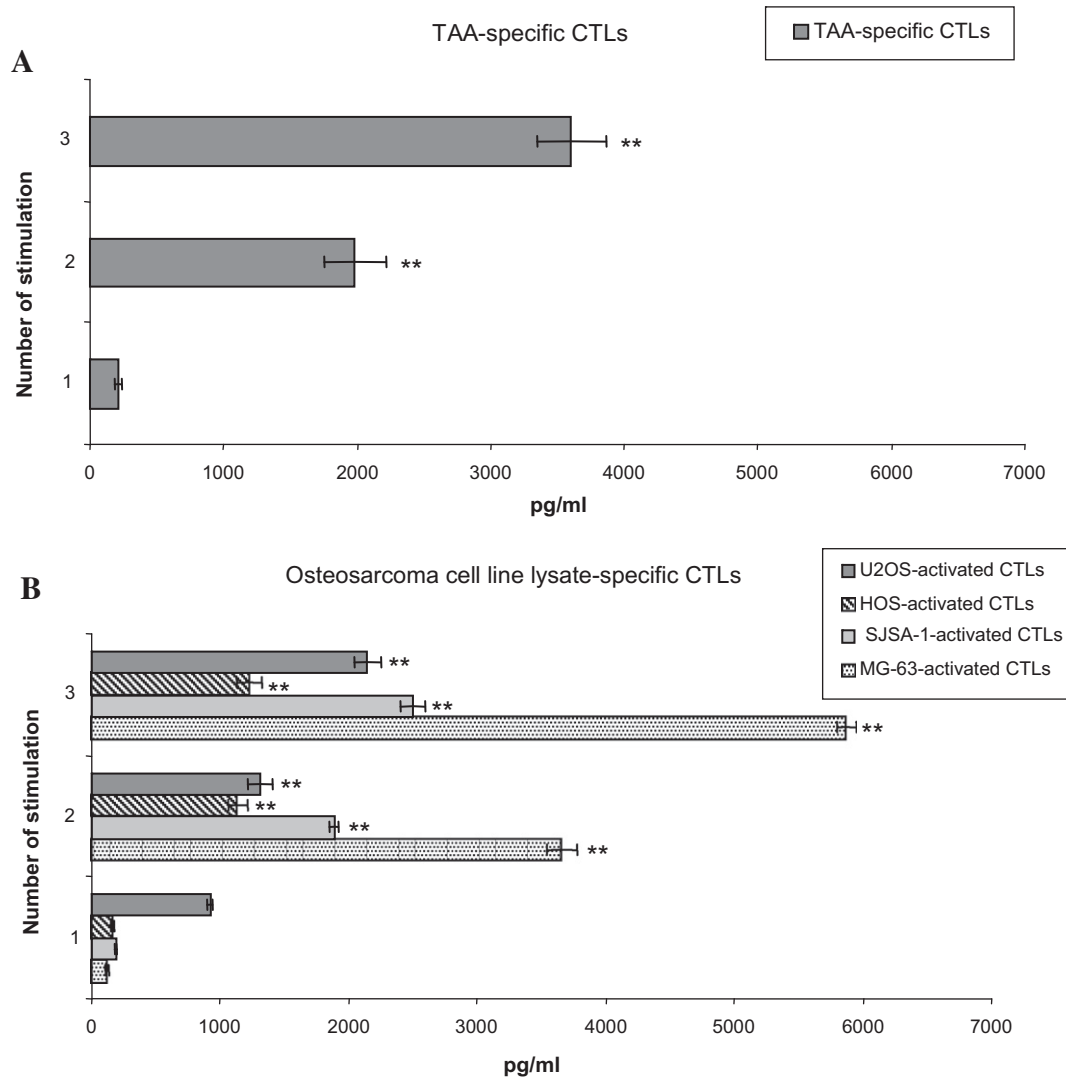 TAA-specific CTLs
TAA-specific CTLs
A
3
**
2
**
1
Number of stimulation
0 1000 2000 3000 4000 5000 6000 7000
pg/ml
B
Osteosarcoma cell line lysate-specific CTLs
U2OS-activated CTLs
HOS-activated CTLs
SJSA-1-activated CTLs
MG-63-activated CTLs
**
**
3
**
**
**
2
**
**
**
1
Number of stimulation
0 1000 2000 3000 4000 5000 6000 7000
pg/ml